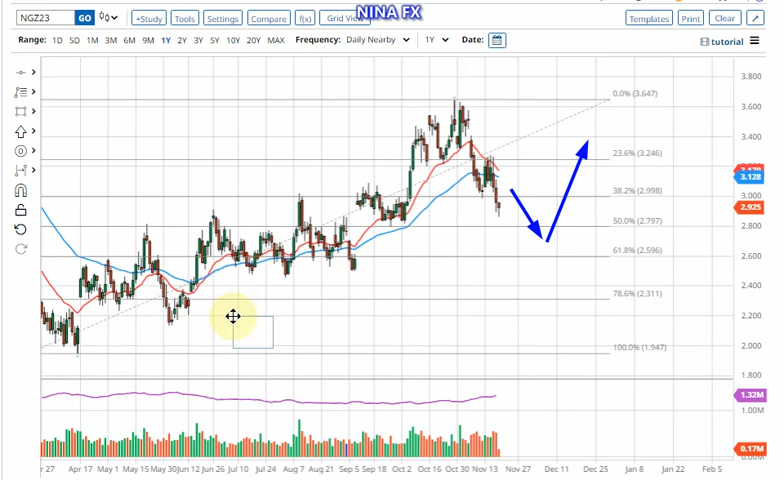 NINA FX
NGZ23 GO +Study Tools Settings Compare f(x) Grid View Templates Print Clear
Range: 1D 5D 1M 3M 6M 9M 1Y 2Y 3Y 5Y 10Y 20Y MAX Frequency: Daily Nearby 1Y Date: tutorial
3.800
0.0% (3.647)
3.600
3.400
23.6% (3.246)
3.128
38.2% (2.998)
3.000
2.925
50.0% (2.797)
2.800
61.8% (2.596)
2.600
2.400
78.6% (2.311)
2.200
2.000
100.0% (1.947)
1.800
1.32M
1.00M
0.17M
r 27 Apr 17 May 1 May 15 May 30 Jun 12 Jun 26 Jul 10 Jul 24 Aug 7 Aug 21 Sep 5 Sep 18 Oct 2 Oct 16 Oct 30 Nov 13 Nov 27 Dec 11 Dec 25 Jan 8 Jan 22 Feb 5